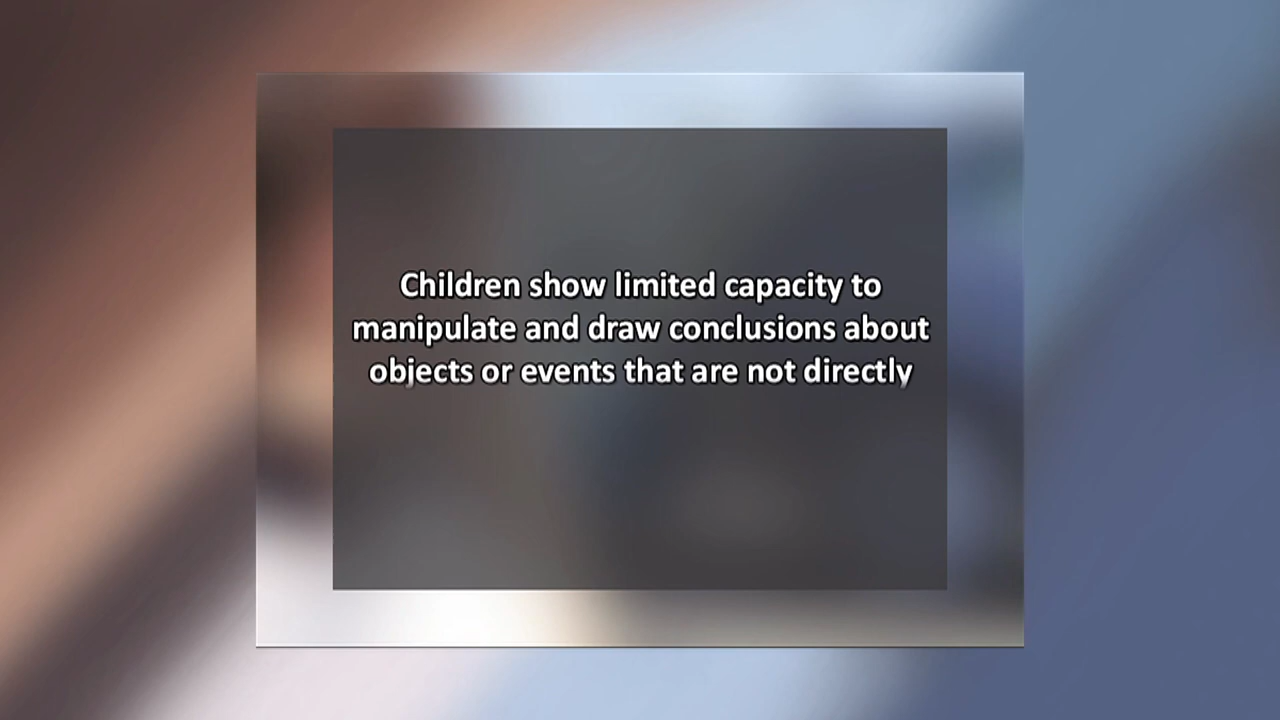 Children show limited capacity to
manipulate and draw conclusions about
objects or events that are not directly